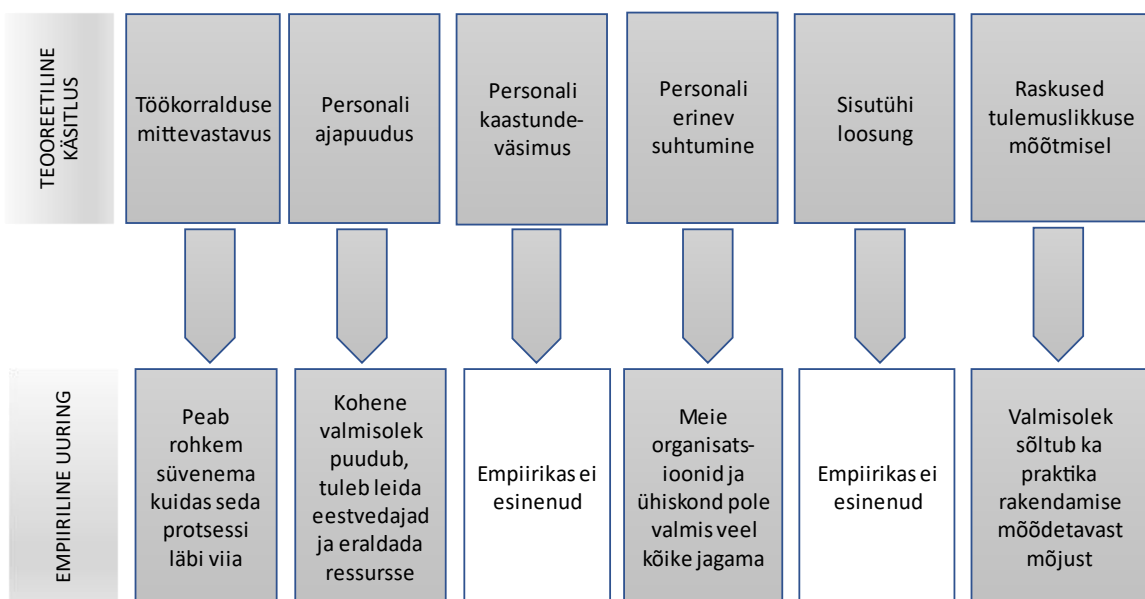 TEOOREETILINE
KÄSITLUS
Töökorralduse
mittevastavus
Personali
ajapuudus
Personali
kaastunde-
väsimus
Personali
erinev
suhtumine
Sisutühi
loosung
Raskused
tulemuslikkuse
mõõtmisel
EMPIIRILINE UURING
Peab
rohkem
süvenema
kuidas seda
protsessi
läbi viia
Kohene
valmisolek
puudub,
tuleb leida
eestvedajad
ja eraldada
ressursse
Empiirikas ei
esinenud
Meie
organisats-
ioonid ja
ühiskond pole
valmis veel
kõike jagama
Empiirikas ei
esinenud
Valmisolek
sõltub ka
praktika
rakendamise
mõõdetavast
mõjust